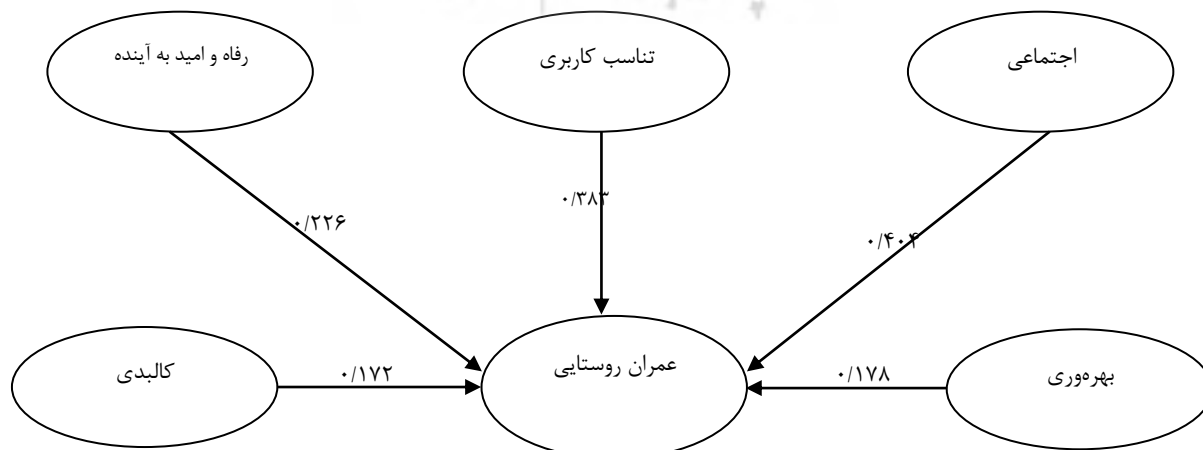 اجتماعی
تناسب کاربری
رفاه و امید به آینده
۰/۳۸۳
۰/۲۲۶
۰/۴۰۴
عمران روستایی
بهره‌وری
۰/۱۷۸
۰/۱۷۲
کالبدی